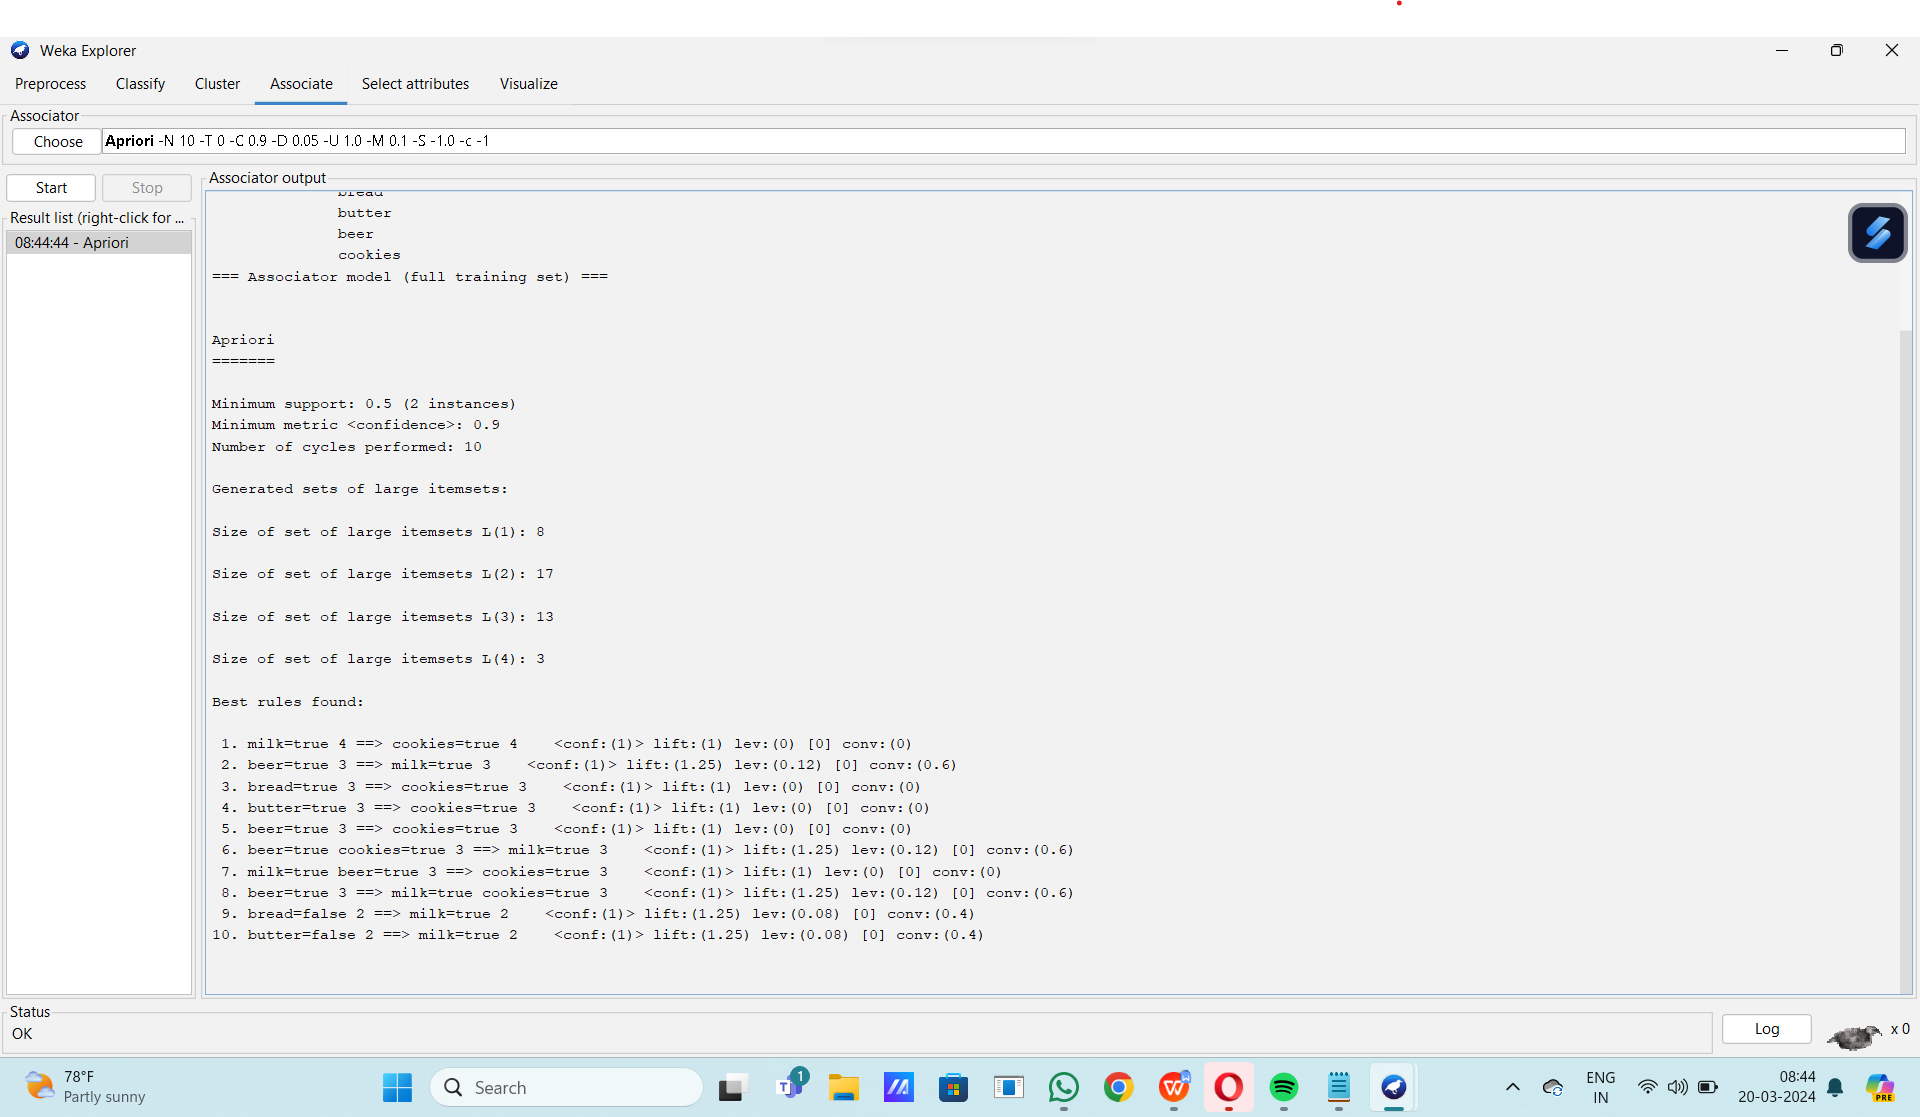 Weka Explorer
Preprocess Classify Cluster Associate Select attributes Visualize
Associator
Choose Apriori -N 10 -T 0 -C 0.9 -D 0.05 -U 1.0 -M 0.1 -S -1.0 -c -1
Start Stop
Associator output
Result list (right-click for ...
08:44:44 - Apriori
bread
butter
beer
cookies
=== Associator model (full training set) ===
Apriori
=======
Minimum support: 0.5 (2 instances)
Minimum metric <confidence>: 0.9
Number of cycles performed: 10
Generated sets of large itemsets:
Size of set of large itemsets L(1): 8
Size of set of large itemsets L(2): 17
Size of set of large itemsets L(3): 13
Size of set of large itemsets L(4): 3
Best rules found:
1. milk=true 4 ==> cookies=true 4 <conf:(1)> lift:(1) lev:(0) [0] conv:(0)
2. beer=true 3 ==> milk=true 3 <conf:(1)> lift:(1.25) lev:(0.12) [0] conv:(0.6)
3. bread=true 3 ==> cookies=true 3 <conf:(1)> lift:(1) lev:(0) [0] conv:(0)
4. butter=true 3 ==> cookies=true 3 <conf:(1)> lift:(1) lev:(0) [0] conv:(0)
5. beer=true 3 ==> cookies=true 3 <conf:(1)> lift:(1) lev:(0) [0] conv:(0)
6. beer=true cookies=true 3 ==> milk=true 3 <conf:(1)> lift:(1.25) lev:(0.12) [0] conv:(0.6)
7. milk=true beer=true 3 ==> cookies=true 3 <conf:(1)> lift:(1) lev:(0) [0] conv:(0)
8. beer=true 3 ==> milk=true cookies=true 3 <conf:(1)> lift:(1.25) lev:(0.12) [0] conv:(0.6)
9. bread=false 2 ==> milk=true 2 <conf:(1)> lift:(1.25) lev:(0.08) [0] conv:(0.4)
10. butter=false 2 ==> milk=true 2 <conf:(1)> lift:(1.25) lev:(0.08) [0] conv:(0.4)
Status
OK
Log
x 0
78°F
Partly sunny
Search
1
ENG
IN
08:44
20-03-2024
PRE